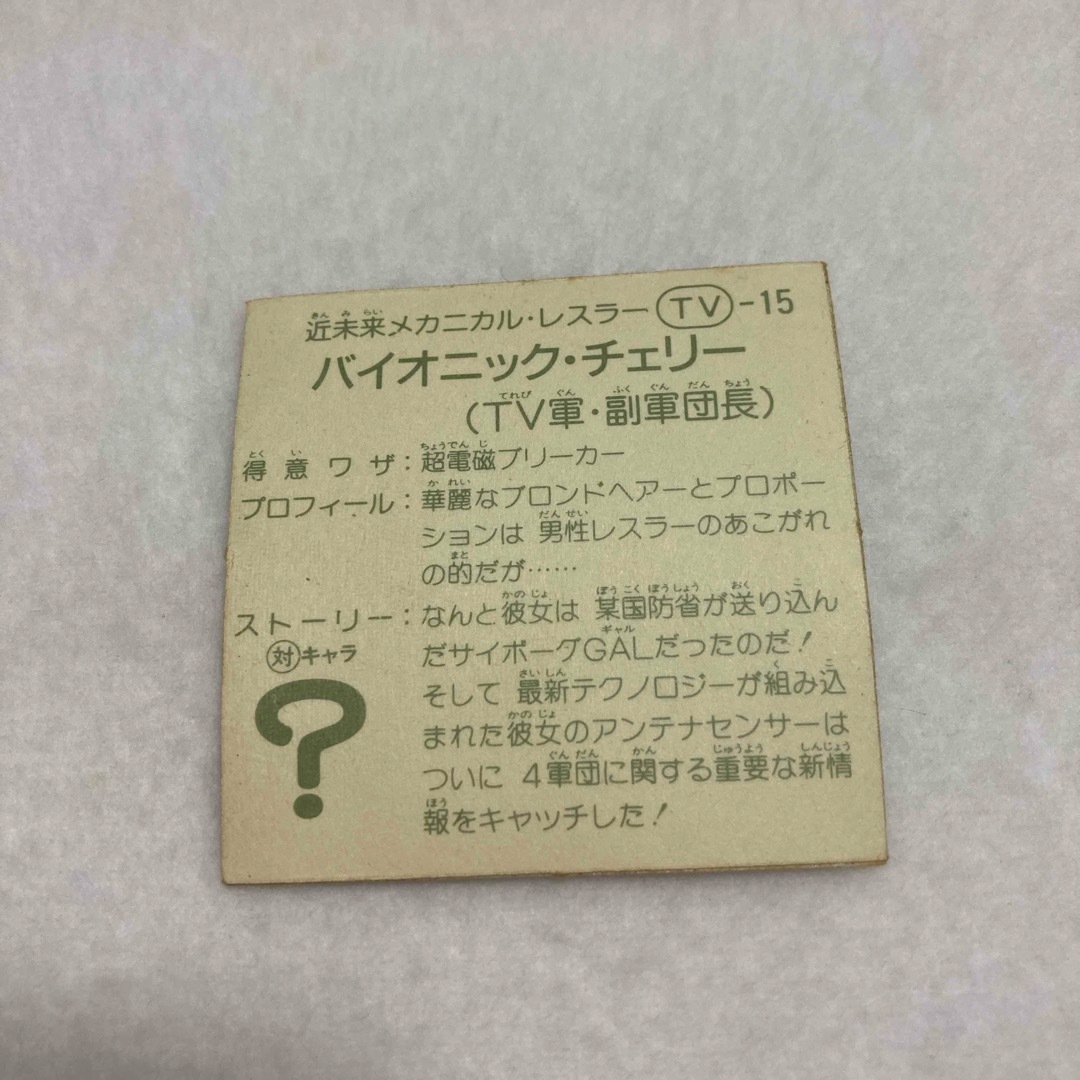 近未来メカニカル・レスラー TV-15
バイオニック・チェリー
(TV軍・副軍団長)
得意ワザ:超電磁ブリーカー
プロフィール:華麗なブロンドヘアーとプロポー
ションは 男性レスラーのあこがれ
の的だが……
ストーリー:なんと彼女は 某国防省が送り込ん
対キャラ
だサイボーグGALだったのだ!
そして 最新テクノロジーが組み込
?
まれた彼女のアンテナセンサーは
ついに 4軍団に関する重要な新情
報をキャッチした!